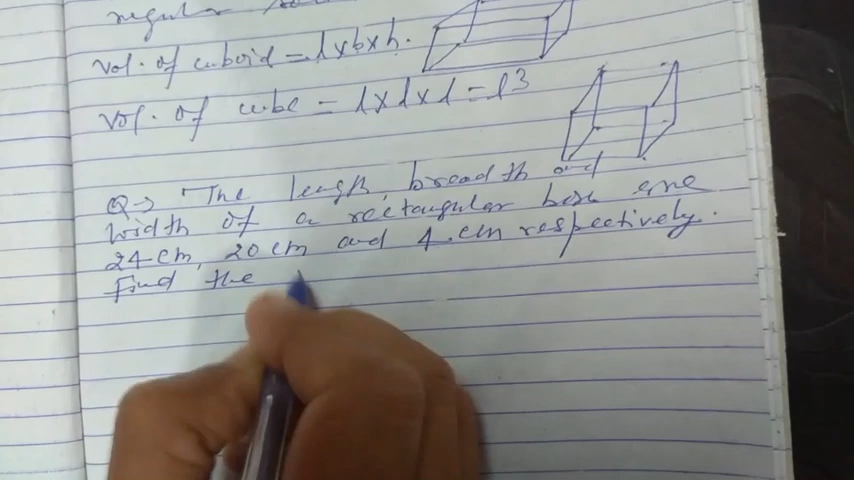 regular
vol. of cuboid = l x b x h.
vol. of cube = l x l x l = l3
Q→ The length, breadth and
width of a rectangular box are
24 cm, 20 cm and 4 cm respectively.
Find the